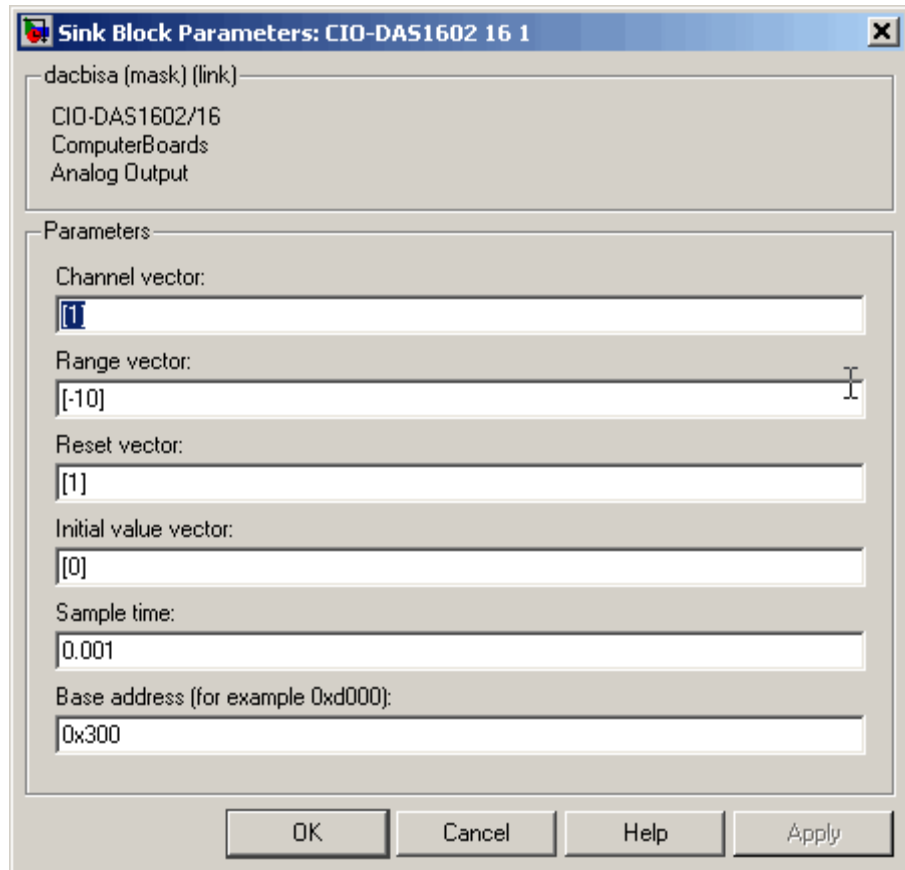 Sink Block Parameters: CIO-DAS1602 16 1
dacbisa (mask) (link)
CIO-DAS1602/16
ComputerBoards
Analog Output
Parameters
Channel vector:
[1]
Range vector:
[-10]
Reset vector:
[1]
Initial value vector:
[0]
Sample time:
0.001
Base address (for example 0xd000):
0x300
OK Cancel Help Apply